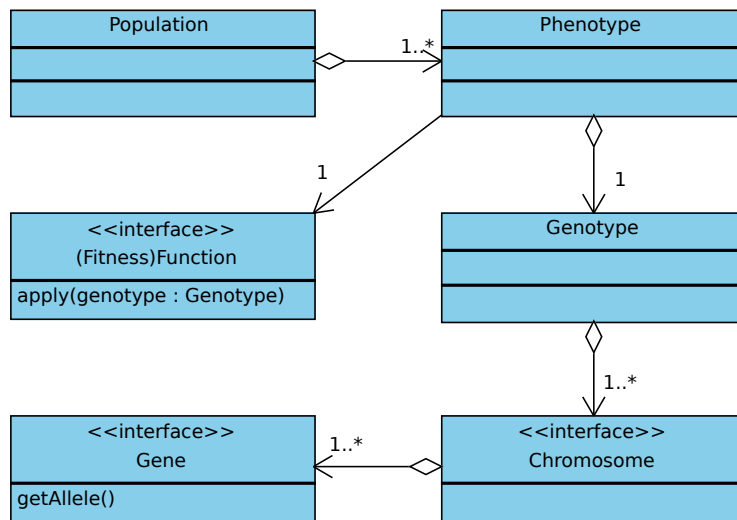 Population
Phenotype
1..*
1
1
<<interface>>
(Fitness)Function
apply(genotype : Genotype)
Genotype
1..*
<<interface>>
Gene
getAllele()
1..*
<<interface>>
Chromosome